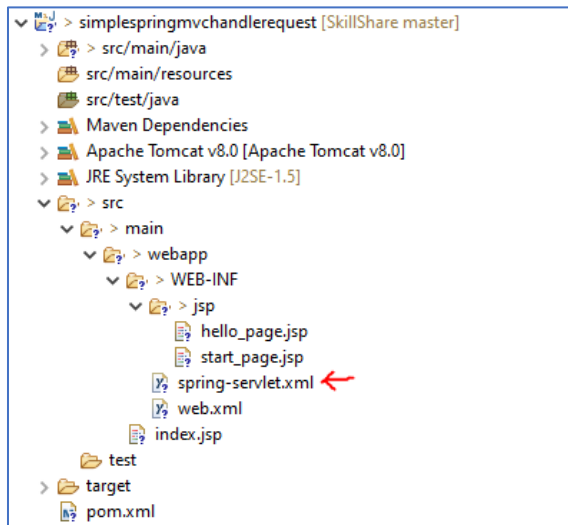 simplespringmvchandlerequest [SkillShare master]
> src/main/java
src/main/resources
src/test/java
Maven Dependencies
Apache Tomcat v8.0 [Apache Tomcat v8.0]
JRE System Library [J2SE-1.5]
> src
> main
> webapp
> WEB-INF
> jsp
hello_page.jsp
start_page.jsp
spring-servlet.xml
web.xml
index.jsp
test
target
pom.xml